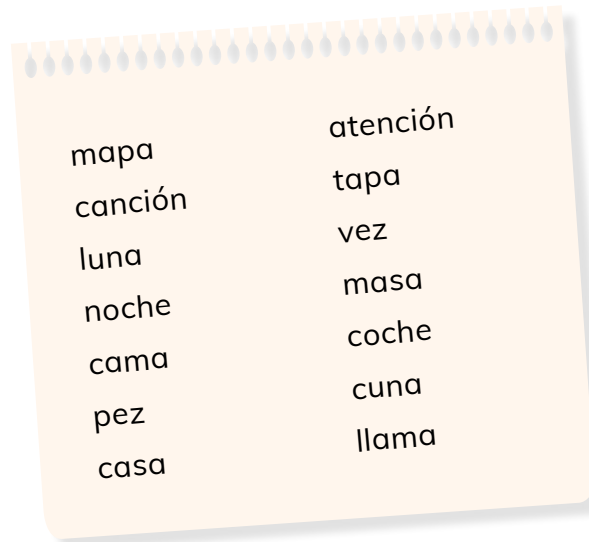 mapa
canción
luna
noche
cama
pez
casa
atención
tapa
vez
masa
coche
cuna
llama